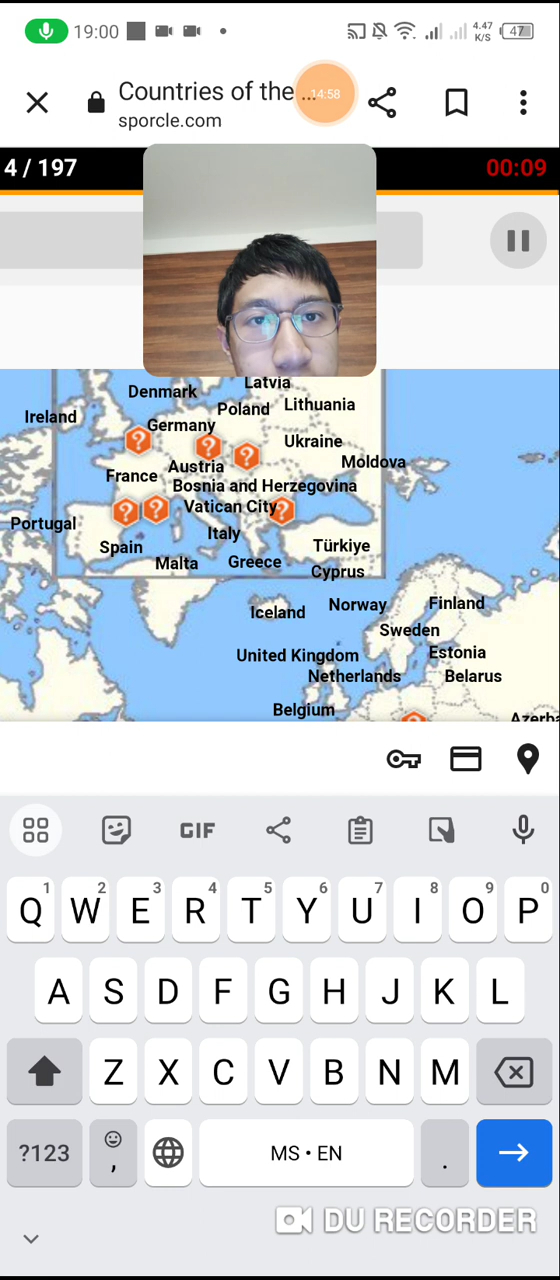 19:00
4.47
K/S
47
Countries of the ...
14:58
sporcle.com
4 / 197
00:09
Latvia
Denmark
Poland
Lithuania
Ireland
Germany
Ukraine
Austria
Moldova
France
Bosnia and Herzegovina
Vatican City
Portugal
Italy
Spain
Türkiye
Malta
Greece
Cyprus
Iceland
Norway
Finland
Sweden
United Kingdom
Estonia
Netherlands
Belarus
Belgium
Azerba
GIF
1 2 3 4 5 6 7 8 9 0
Q W E R T Y U I O P
A S D F G H J K L
Z X C V B N M
?123 , MS • EN .
DU RECORDER